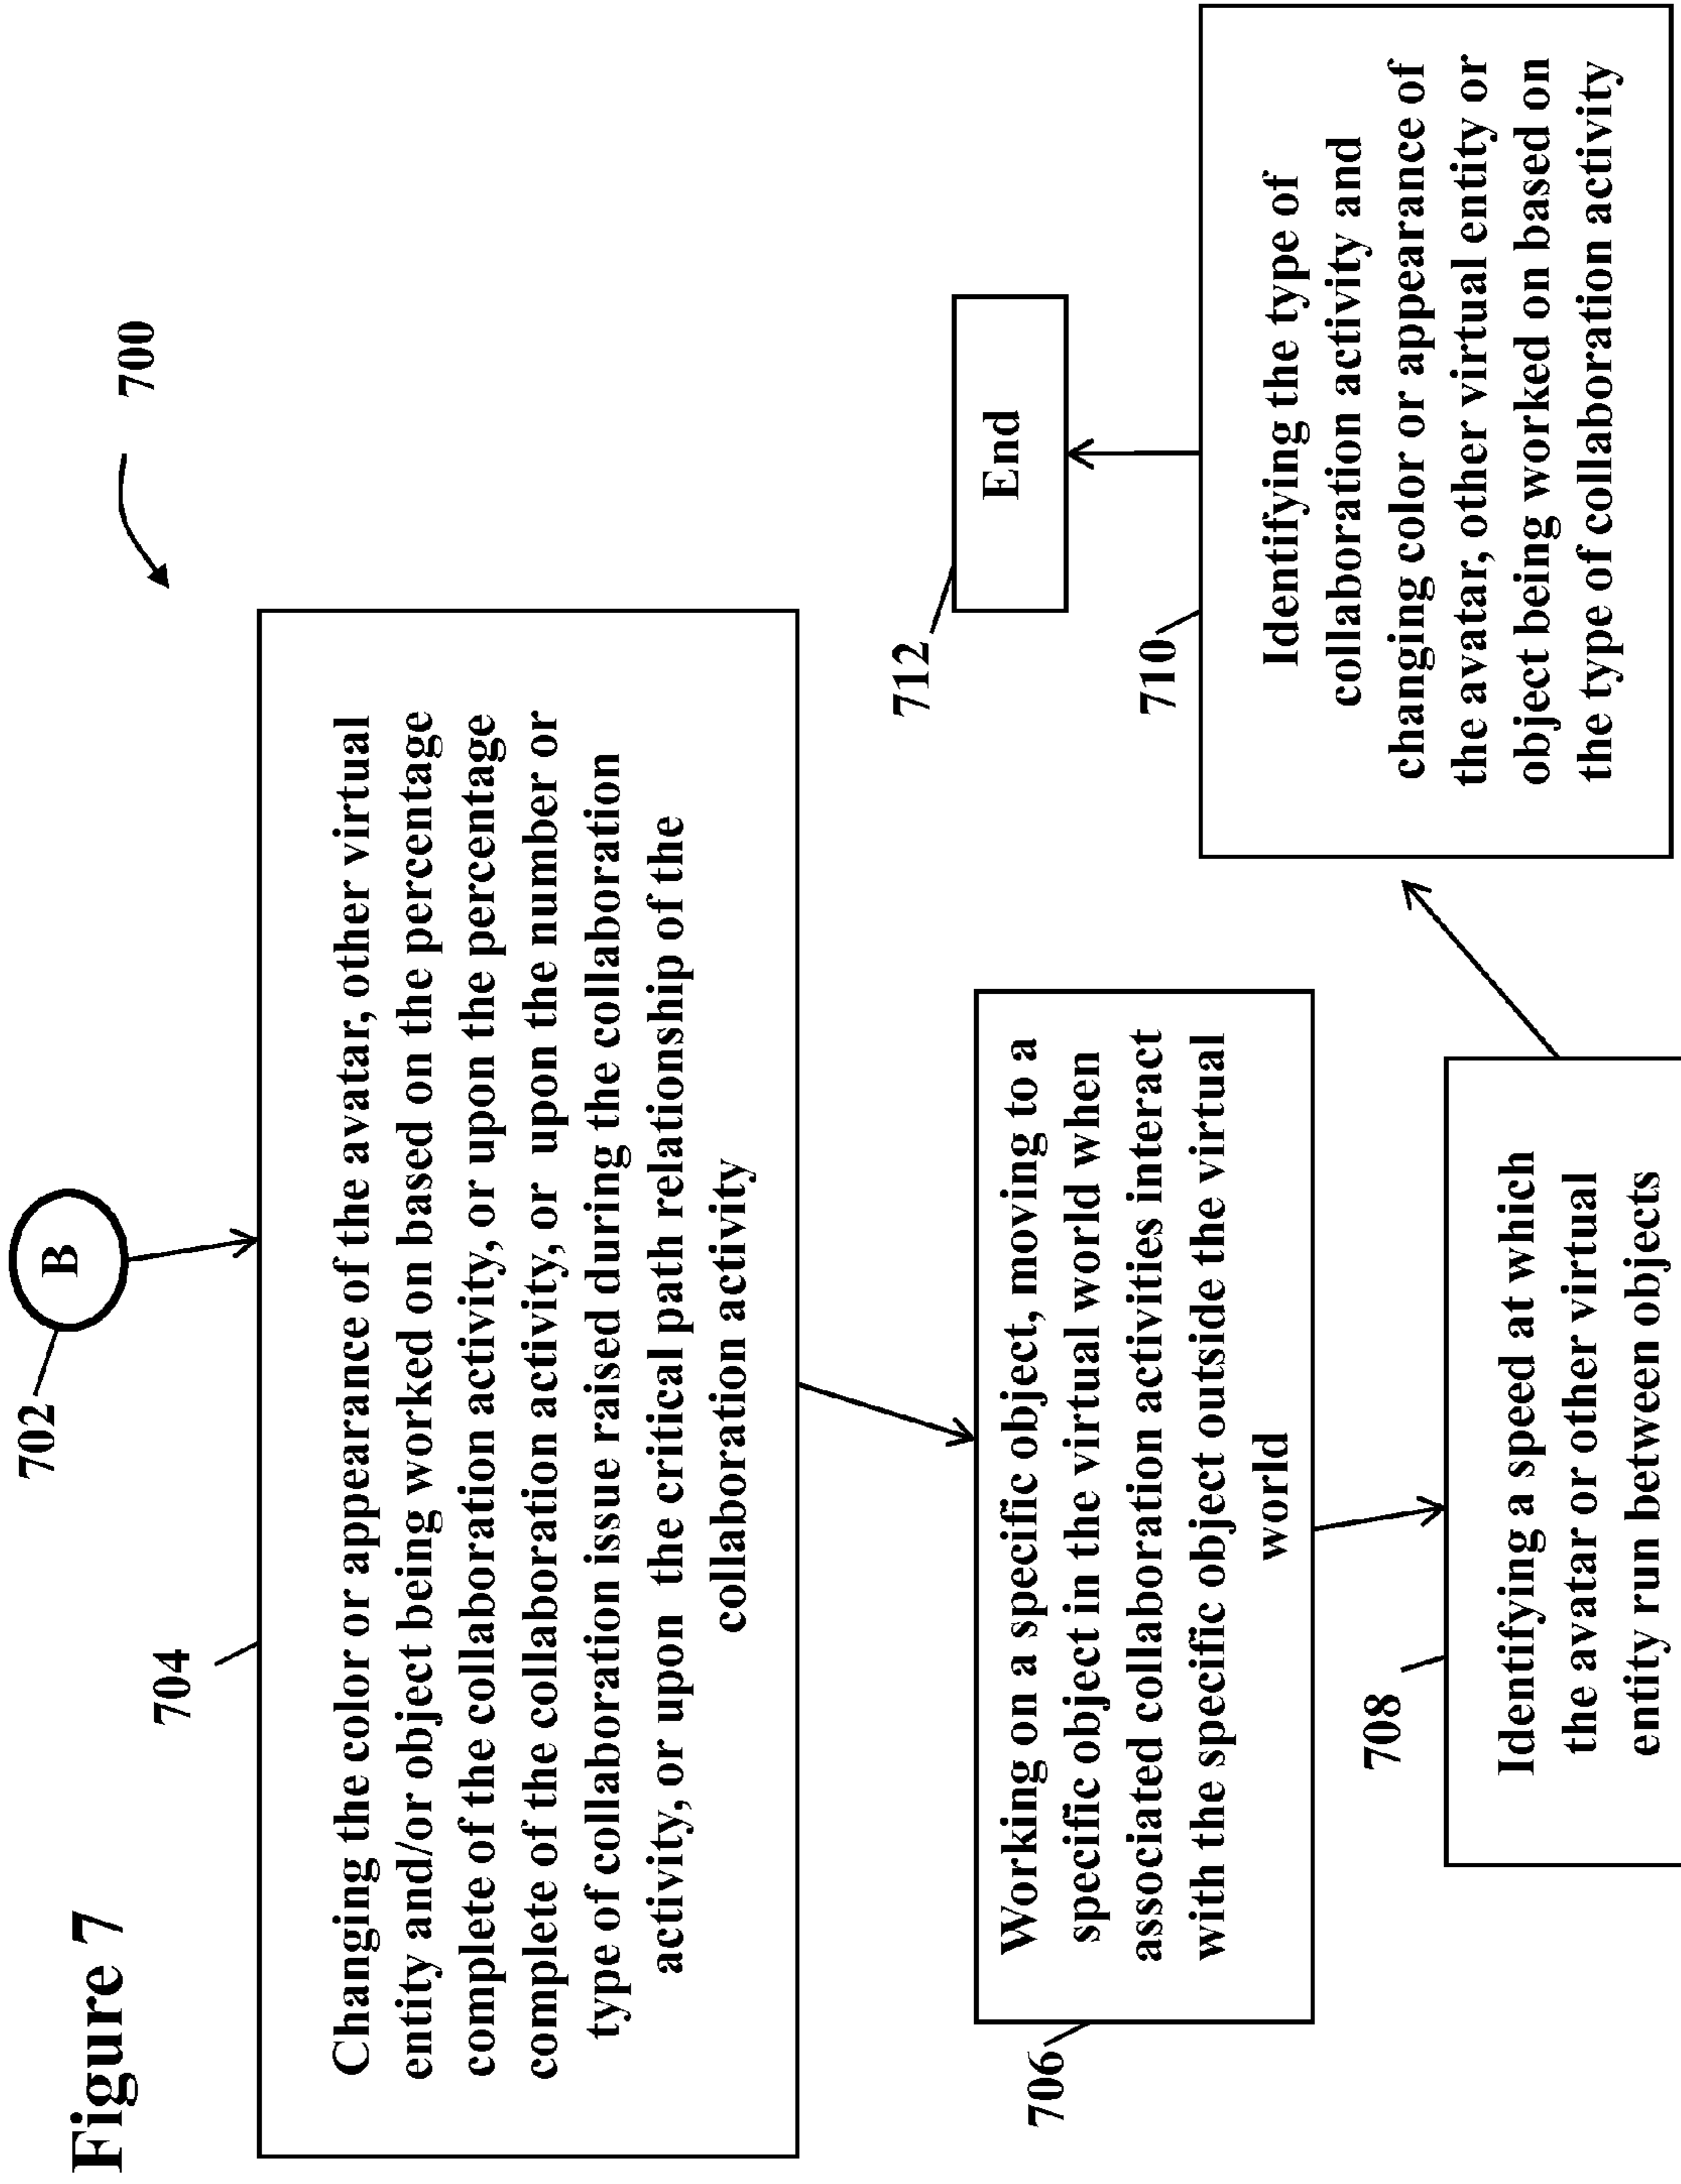 Figure 7
700
702
B
704
Changing the color or appearance of the avatar, other virtual
entity and/or object being worked on based on the percentage
complete of the collaboration activity, or upon the percentage
complete of the collaboration activity, or upon the number or
type of collaboration issue raised during the collaboration
activity, or upon the critical path relationship of the
collaboration activity
706
Working on a specific object, moving to a
specific object in the virtual world when
associated collaboration activities interact
with the specific object outside the virtual
world
708
Identifying a speed at which
the avatar or other virtual
entity run between objects
710
Identifying the type of
collaboration activity and
changing color or appearance of
the avatar, other virtual entity or
object being worked on based on
the type of collaboration activity
712
End